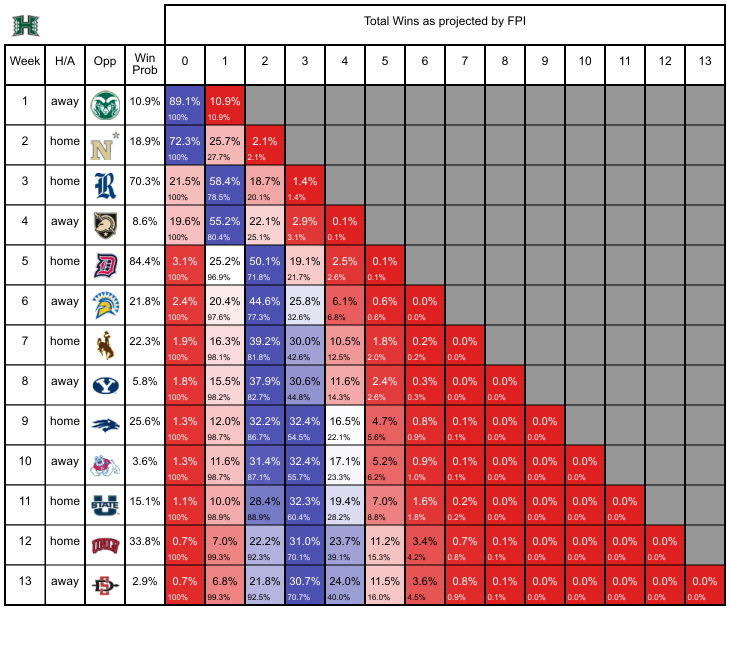 H
Total Wins as projected by FPI
Week H/A Opp Win Prob 0 1 2 3 4 5 6 7 8 9 10 11 12 13
1 away 10.9% 89.1% 10.9%
100% 10.9%
2 home N 18.9% 72.3% 25.7% 2.1%
100% 27.7% 2.1%
3 home R 70.3% 21.5% 58.4% 18.7% 1.4%
100% 78.5% 20.1% 1.4%
4 away 8.6% 19.6% 55.2% 22.1% 2.9% 0.1%
100% 80.4% 25.1% 3.1% 0.1%
5 home D 84.4% 3.1% 25.2% 50.1% 19.1% 2.5% 0.1%
100% 96.9% 71.8% 21.7% 2.6% 0.1%
6 away 21.8% 2.4% 20.4% 44.6% 25.8% 6.1% 0.6% 0.0%
100% 97.6% 77.3% 32.6% 6.8% 0.6% 0.0%
7 home 22.3% 1.9% 16.3% 39.2% 30.0% 10.5% 1.8% 0.2% 0.0%
100% 98.1% 81.8% 42.6% 12.5% 2.0% 0.2% 0.0%
8 away Y 5.8% 1.8% 15.5% 37.9% 30.6% 11.6% 2.4% 0.3% 0.0% 0.0%
100% 98.2% 82.7% 44.8% 14.3% 2.6% 0.3% 0.0% 0.0%
9 home 25.6% 1.3% 12.0% 32.2% 32.4% 16.5% 4.7% 0.8% 0.1% 0.0% 0.0%
100% 98.7% 86.7% 54.5% 22.1% 5.6% 0.9% 0.1% 0.0% 0.0%
10 away 3.6% 1.3% 11.6% 31.4% 32.4% 17.1% 5.2% 0.9% 0.1% 0.0% 0.0% 0.0%
100% 98.7% 87.1% 55.7% 23.3% 6.2% 1.0% 0.1% 0.0% 0.0% 0.0%
11 home STATE 15.1% 1.1% 10.0% 28.4% 32.3% 19.4% 7.0% 1.6% 0.2% 0.0% 0.0% 0.0% 0.0%
100% 98.9% 88.9% 60.4% 28.2% 8.8% 1.8% 0.2% 0.0% 0.0% 0.0% 0.0%
12 home UNLV 33.8% 0.7% 7.0% 22.2% 31.0% 23.7% 11.2% 3.4% 0.7% 0.1% 0.0% 0.0% 0.0% 0.0%
100% 99.3% 92.3% 70.1% 39.1% 15.3% 4.2% 0.8% 0.1% 0.0% 0.0% 0.0% 0.0%
13 away SD 2.9% 0.7% 6.8% 21.8% 30.7% 24.0% 11.5% 3.6% 0.8% 0.1% 0.0% 0.0% 0.0% 0.0% 0.0%
100% 99.3% 92.5% 70.7% 40.0% 16.0% 4.5% 0.9% 0.1% 0.0% 0.0% 0.0% 0.0% 0.0%